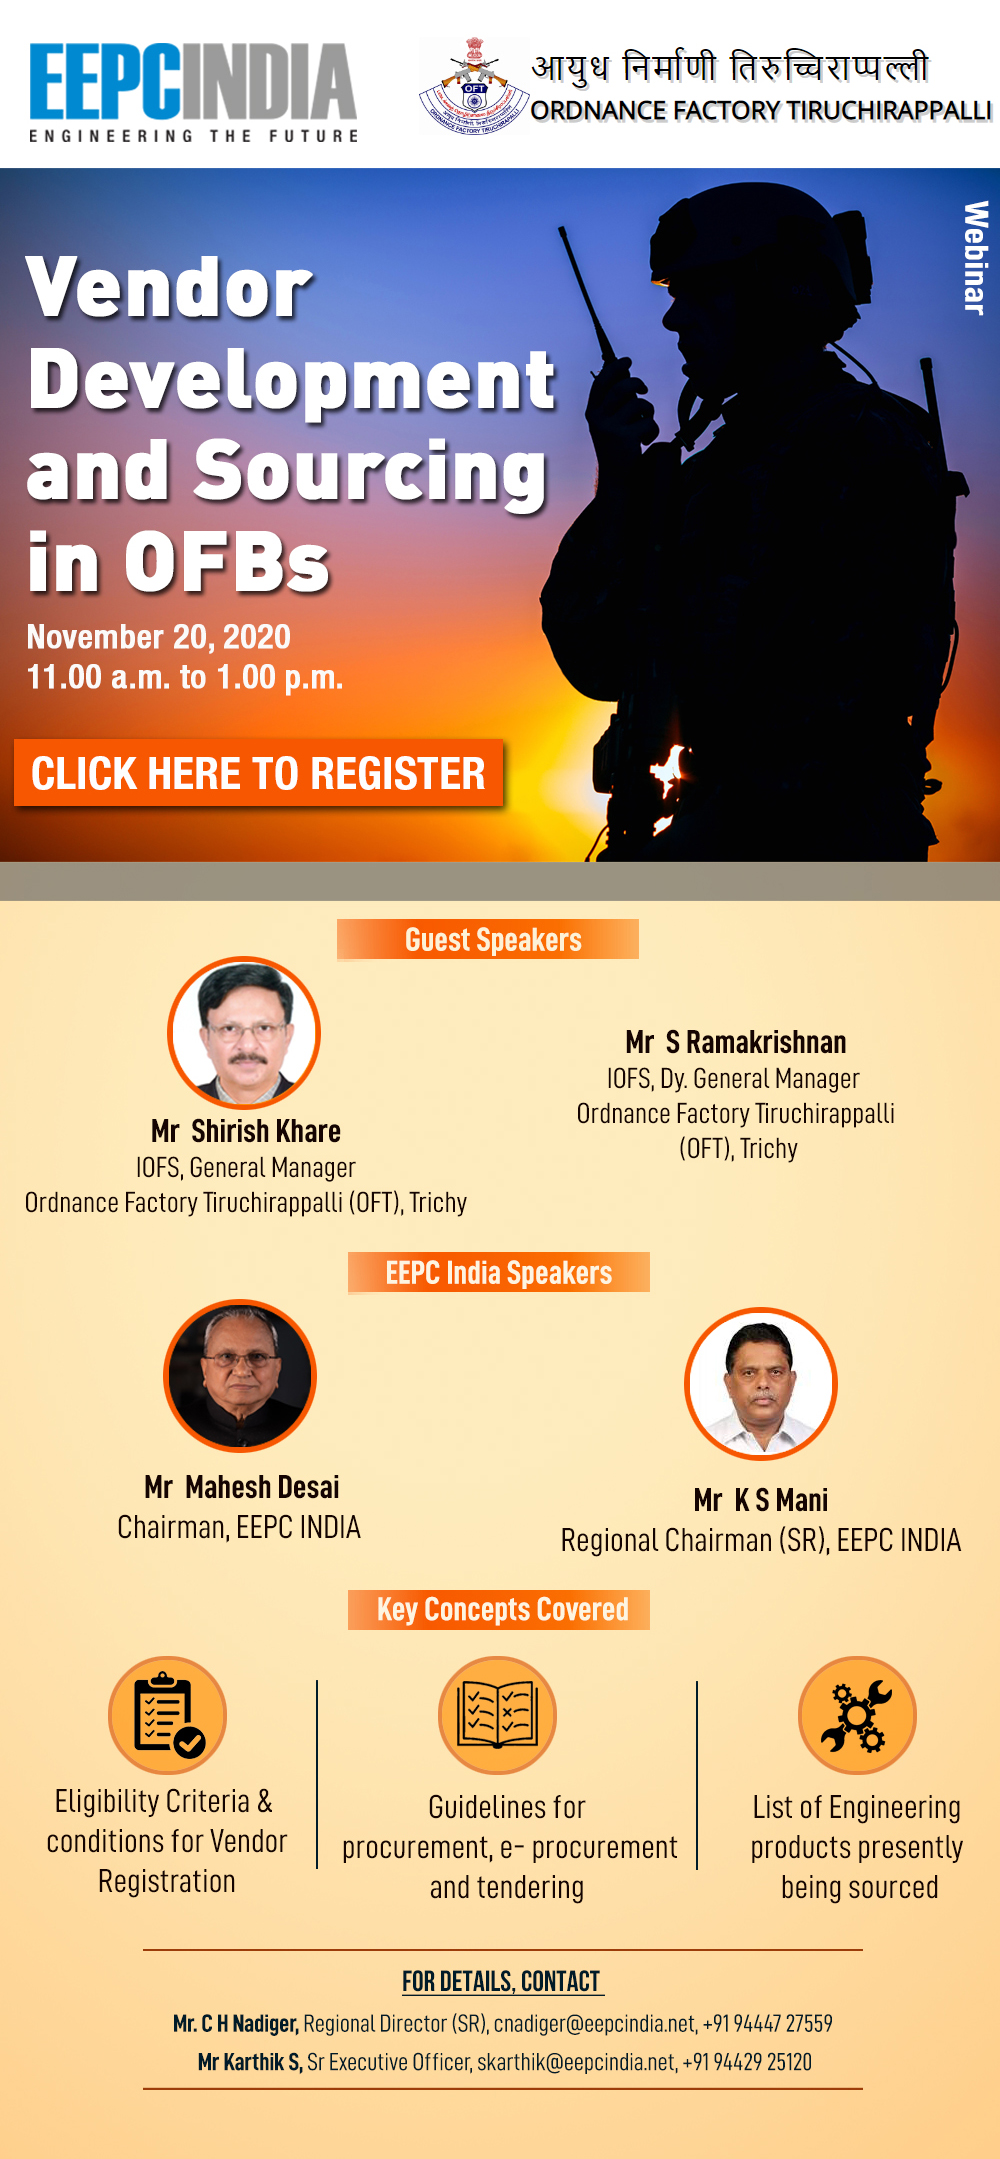 EEPCINDIA
ENGINEERING THE FUTURE
आयुध निर्माणी तिरुच्चिराप्पल्ली
ORDNANCE FACTORY TIRUCHIRAPPALLI
OFT
ORDNANCE FACTORY TIRUCHIRAPPALLI
Webinar
Vendor
Development
and Sourcing
in OFBs
November 20, 2020
11.00 a.m. to 1.00 p.m.
CLICK HERE TO REGISTER
Guest Speakers
Mr Shirish Khare
IOFS, General Manager
Ordnance Factory Tiruchirappalli (OFT), Trichy
Mr S Ramakrishnan
IOFS, Dy. General Manager
Ordnance Factory Tiruchirappalli
(OFT), Trichy
EEPC India Speakers
Mr Mahesh Desai
Chairman, EEPC INDIA
Mr K S Mani
Regional Chairman (SR), EEPC INDIA
Key Concepts Covered
Eligibility Criteria &
conditions for Vendor
Registration
Guidelines for
procurement, e- procurement
and tendering
List of Engineering
products presently
being sourced
FOR DETAILS, CONTACT
Mr. C H Nadiger, Regional Director (SR), cnadiger@eepcindia.net, +91 94447 27559
Mr Karthik S, Sr Executive Officer, skarthik@eepcindia.net, +91 94429 25120